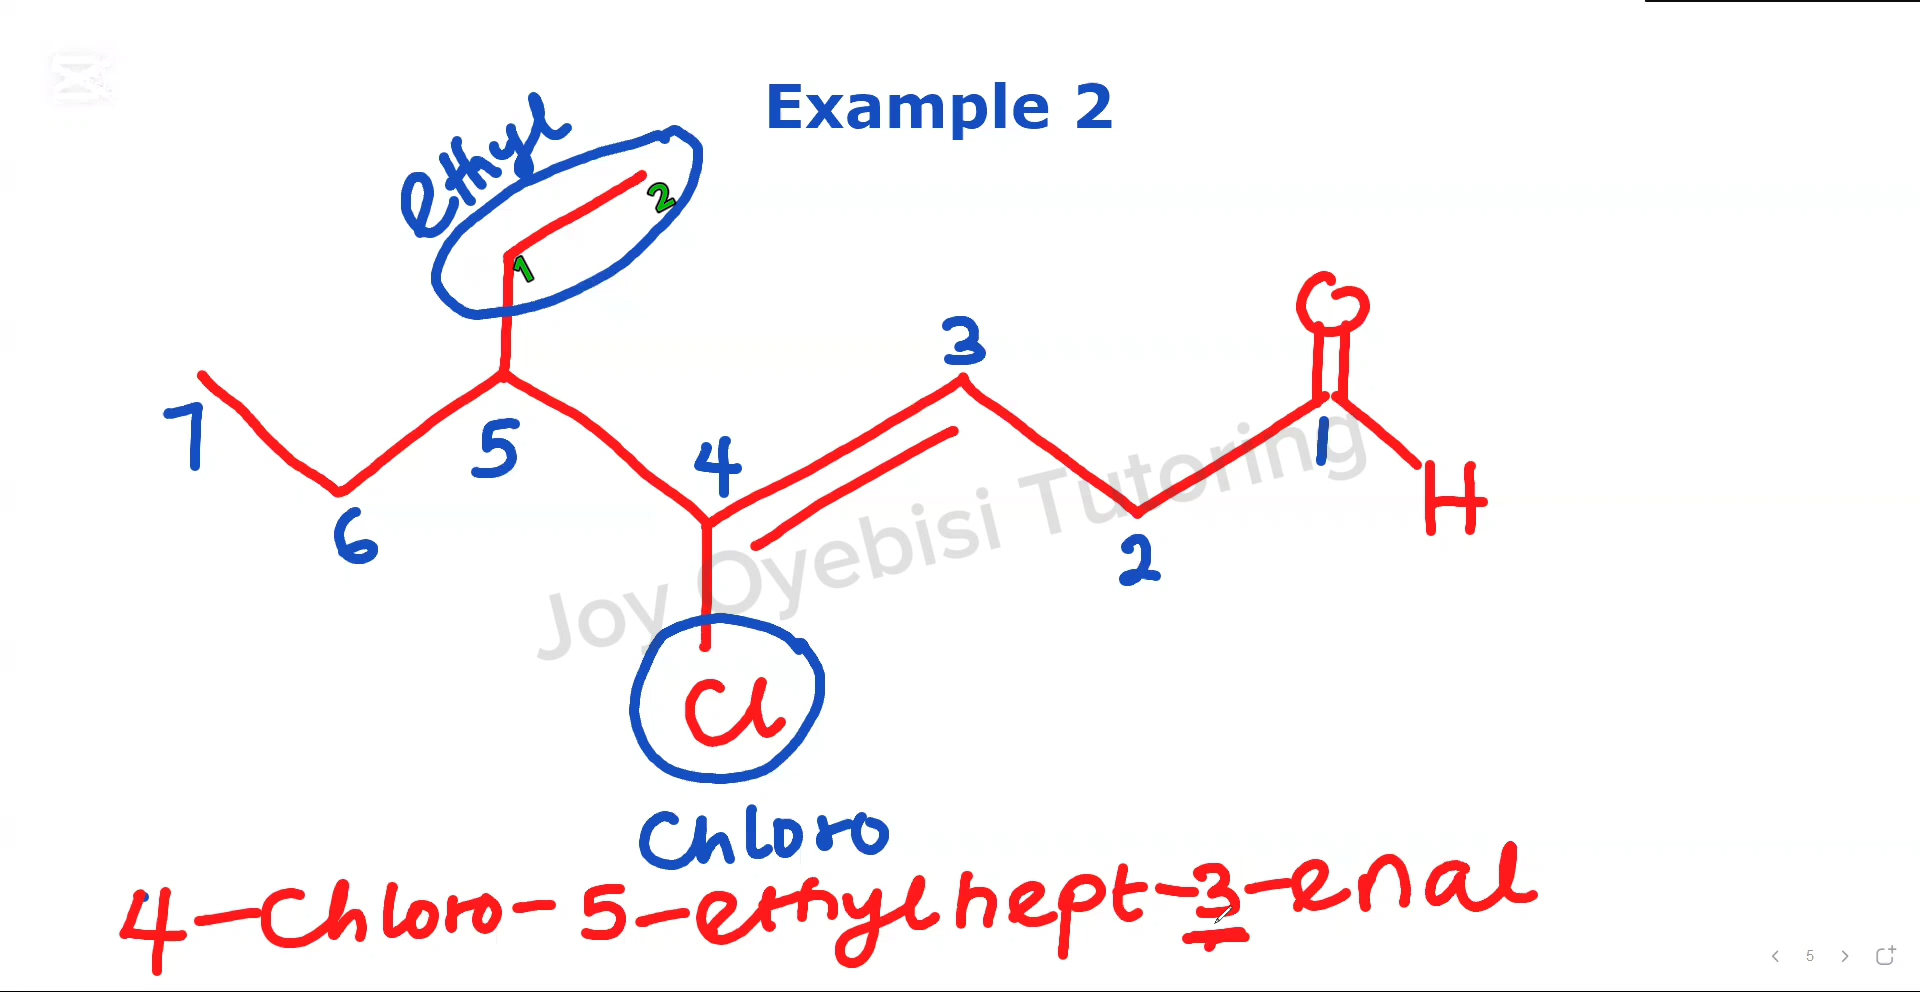 Example 2
ethyl
2
1
O
3
7
5
4
1
H
6
2
Cl
Chloro
4-Chloro-5-ethylhept-3-enal
Joy Oyebisi Tutoring
5